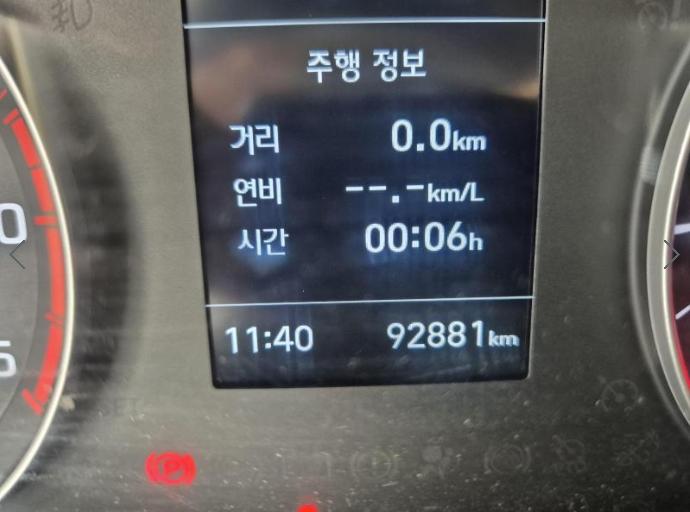 주행 정보
거리 0.0km
연비 --.-km/L
시간 00:06h
11:40 92881km
P